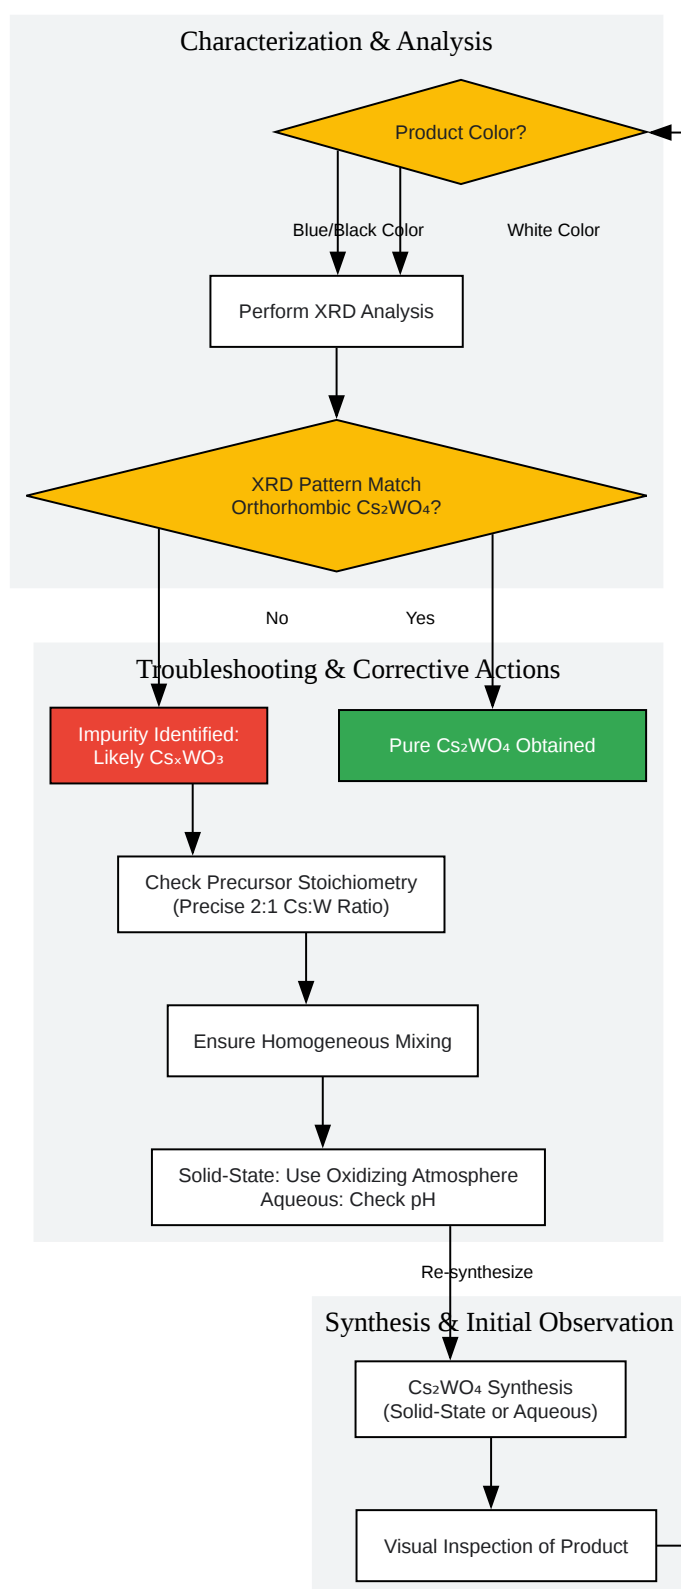 Characterization & Analysis
Product Color?
Blue/Black Color
White Color
Perform XRD Analysis
XRD Pattern Match
Orthorhombic Cs₂WO₄?
No
Yes
Troubleshooting & Corrective Actions
Impurity Identified:
Likely CsₓWO₃
Pure Cs₂WO₄ Obtained
Check Precursor Stoichiometry
(Precise 2:1 Cs:W Ratio)
Ensure Homogeneous Mixing
Solid-State: Use Oxidizing Atmosphere
Aqueous: Check pH
Re-synthesize
Synthesis & Initial Observation
Cs₂WO₄ Synthesis
(Solid-State or Aqueous)
Visual Inspection of Product